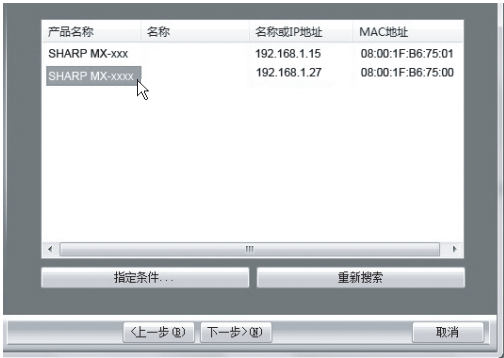 产品名称 名称 名称或IP地址 MAC地址
SHARP MX-xxx 192.168.1.15 08:00:1F:B6:75:01
SHARP MX-xxxx 192.168.1.27 08:00:1F:B6:75:00
指定条件... 重新搜索
<上一步(B) 下一步>(N) 取消